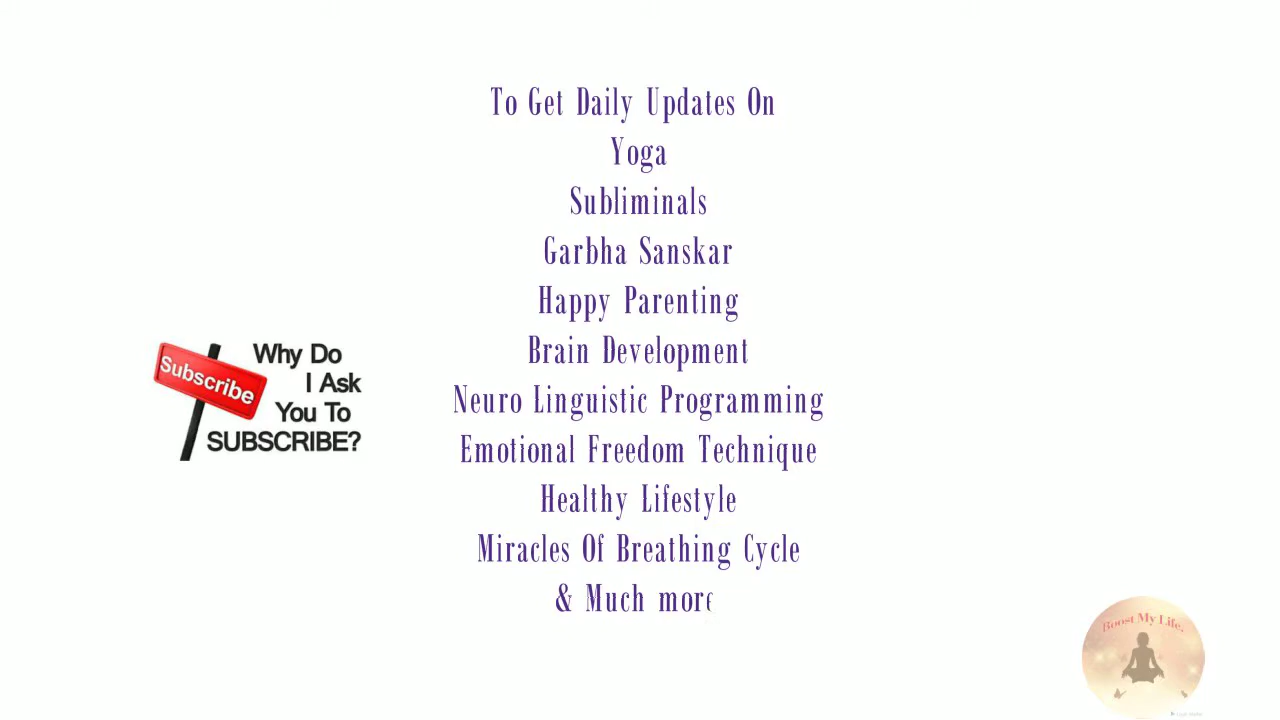 To Get Daily Updates On
Yoga
Subliminals
Garbha Sanskar
Happy Parenting
Brain Development
Neuro Linguistic Programming
Emotional Freedom Technique
Healthy Lifestyle
Miracles Of Breathing Cycle
& Much more
Subscribe
Why Do
I Ask
You To
SUBSCRIBE?
Boost My Life.